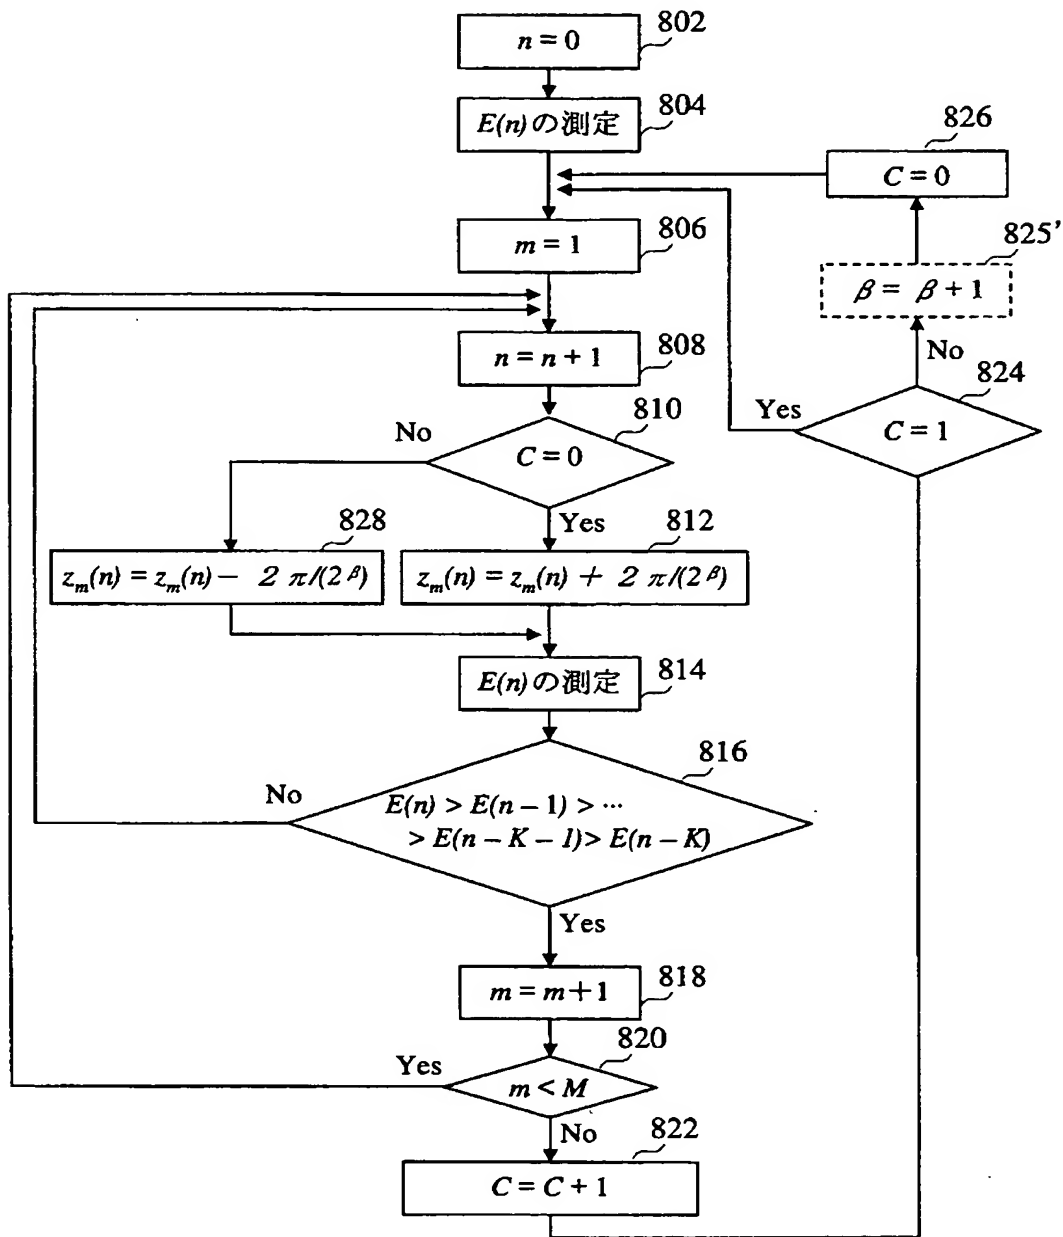 802
n = 0
804
E(n) の測定
826
C = 0
806
m = 1
825'
β = β + 1
808
n = n + 1
No
824
810
Yes
C = 1
No
C = 0
Yes
828
812
z_m(n) = z_m(n) − 2 π/(2^β)
z_m(n) = z_m(n) + 2 π/(2^β)
814
E(n) の測定
816
No
E(n) > E(n − 1) > ···
> E(n − K − 1) > E(n − K)
Yes
818
m = m + 1
820
Yes
m < M
No
822
C = C + 1